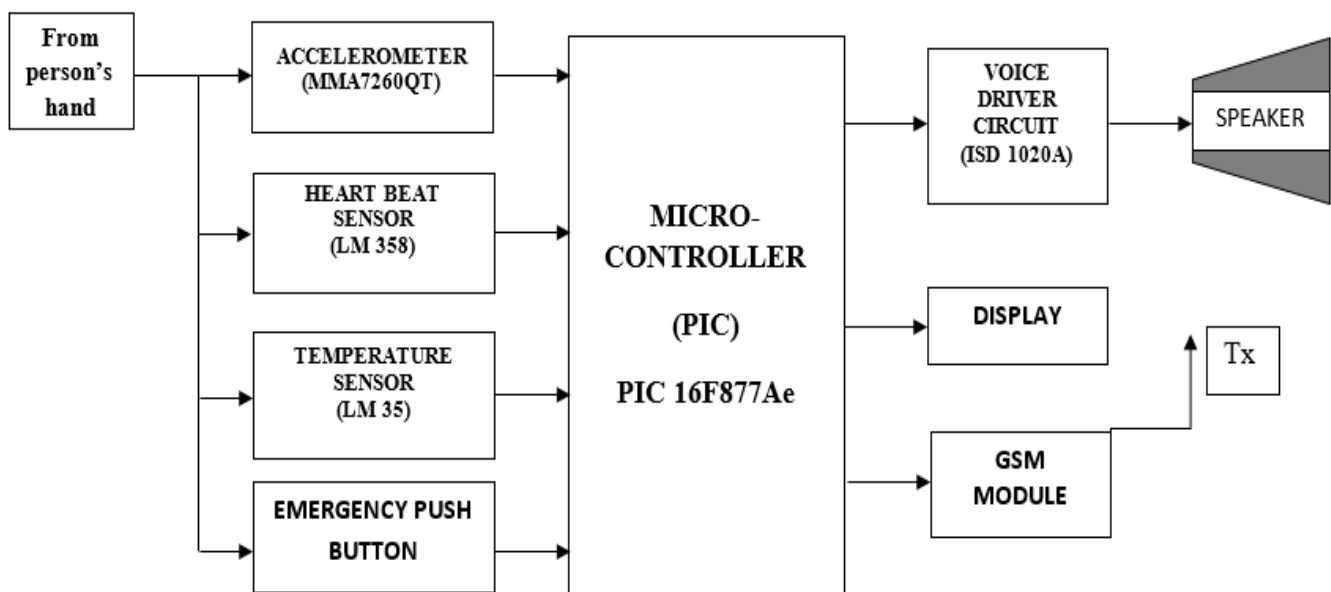 From
person's
hand
ACCELEROMETER
(MMA7260QT)
HEART BEAT
SENSOR
(LM 358)
TEMPERATURE
SENSOR
(LM 35)
EMERGENCY PUSH
BUTTON
MICRO-
CONTROLLER
(PIC)
PIC 16F877Ae
VOICE
DRIVER
CIRCUIT
(ISD 1020A)
SPEAKER
DISPLAY
Tx
GSM
MODULE